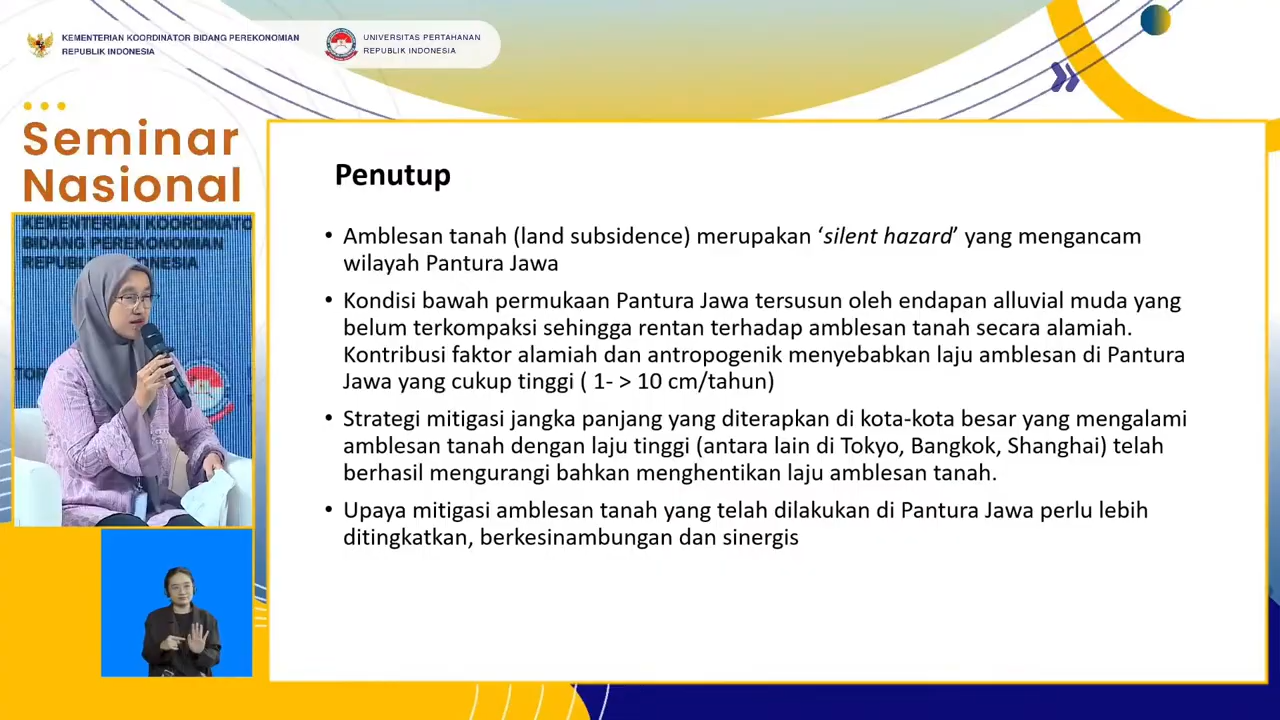 KEMENTERIAN KOORDINATOR BIDANG PEREKONOMIAN
REPUBLIK INDONESIA
UNIVERSITAS PERTAHANAN
REPUBLIK INDONESIA
Seminar
Nasional
KEMENTERIAN KOORDINATO
BIDANG PEREKONOMIAN
REPUBL ONESIA
TOR
Penutup
• Amblesan tanah (land subsidence) merupakan ‘silent hazard’ yang mengancam
wilayah Pantura Jawa
• Kondisi bawah permukaan Pantura Jawa tersusun oleh endapan alluvial muda yang
belum terkompaksi sehingga rentan terhadap amblesan tanah secara alamiah.
Kontribusi faktor alamiah dan antropogenik menyebabkan laju amblesan di Pantura
Jawa yang cukup tinggi ( 1- > 10 cm/tahun)
• Strategi mitigasi jangka panjang yang diterapkan di kota-kota besar yang mengalami
amblesan tanah dengan laju tinggi (antara lain di Tokyo, Bangkok, Shanghai) telah
berhasil mengurangi bahkan menghentikan laju amblesan tanah.
• Upaya mitigasi amblesan tanah yang telah dilakukan di Pantura Jawa perlu lebih
ditingkatkan, berkesinambungan dan sinergis